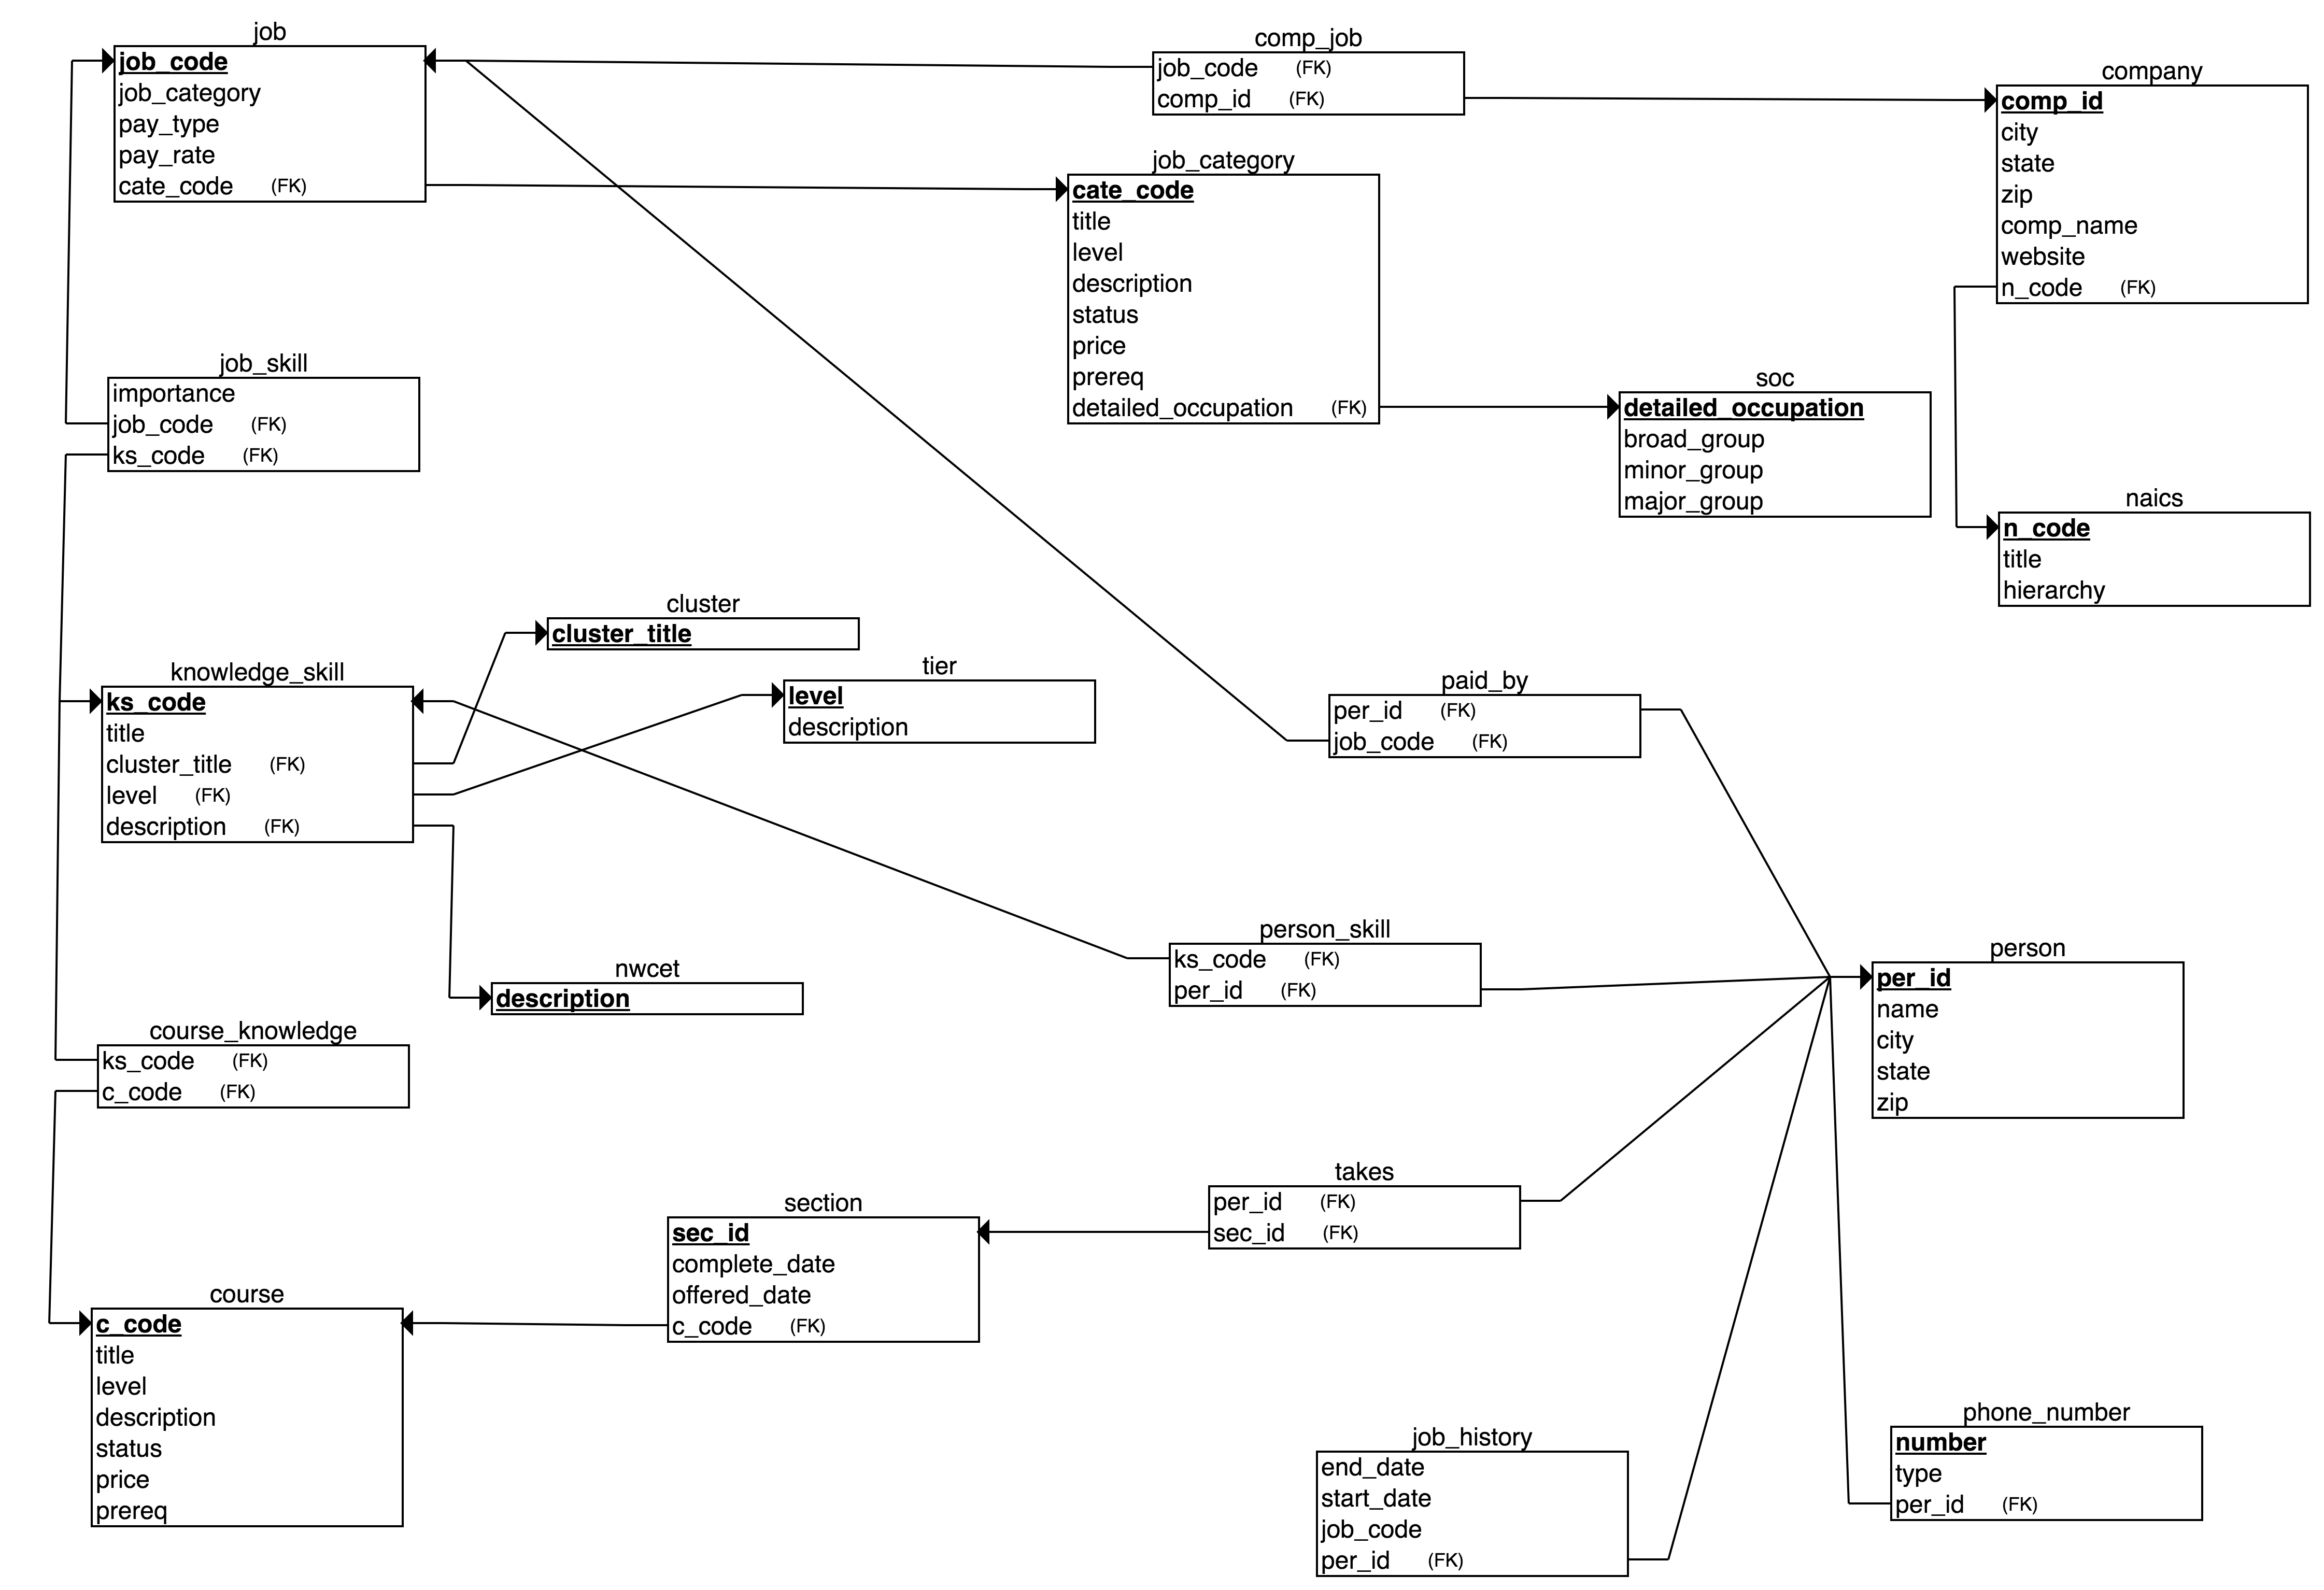 job
job_code
job_category
pay_type
pay_rate
cate_code (FK)
comp_job
job_code (FK)
comp_id (FK)
company
comp_id
city
state
zip
comp_name
website
n_code (FK)
job_category
cate_code
title
level
description
status
price
prereq
detailed_occupation (FK)
job_skill
importance
job_code (FK)
ks_code (FK)
soc
detailed_occupation
broad_group
minor_group
major_group
naics
n_code
title
hierarchy
cluster
cluster_title
knowledge_skill
ks_code
title
cluster_title (FK)
level (FK)
description (FK)
tier
level
description
paid_by
per_id (FK)
job_code (FK)
person_skill
ks_code (FK)
per_id (FK)
person
per_id
name
city
state
zip
nwcet
description
course_knowledge
ks_code (FK)
c_code (FK)
takes
per_id (FK)
sec_id (FK)
section
sec_id
complete_date
offered_date
c_code (FK)
course
c_code
title
level
description
status
price
prereq
job_history
end_date
start_date
job_code
per_id (FK)
phone_number
number
type
per_id (FK)